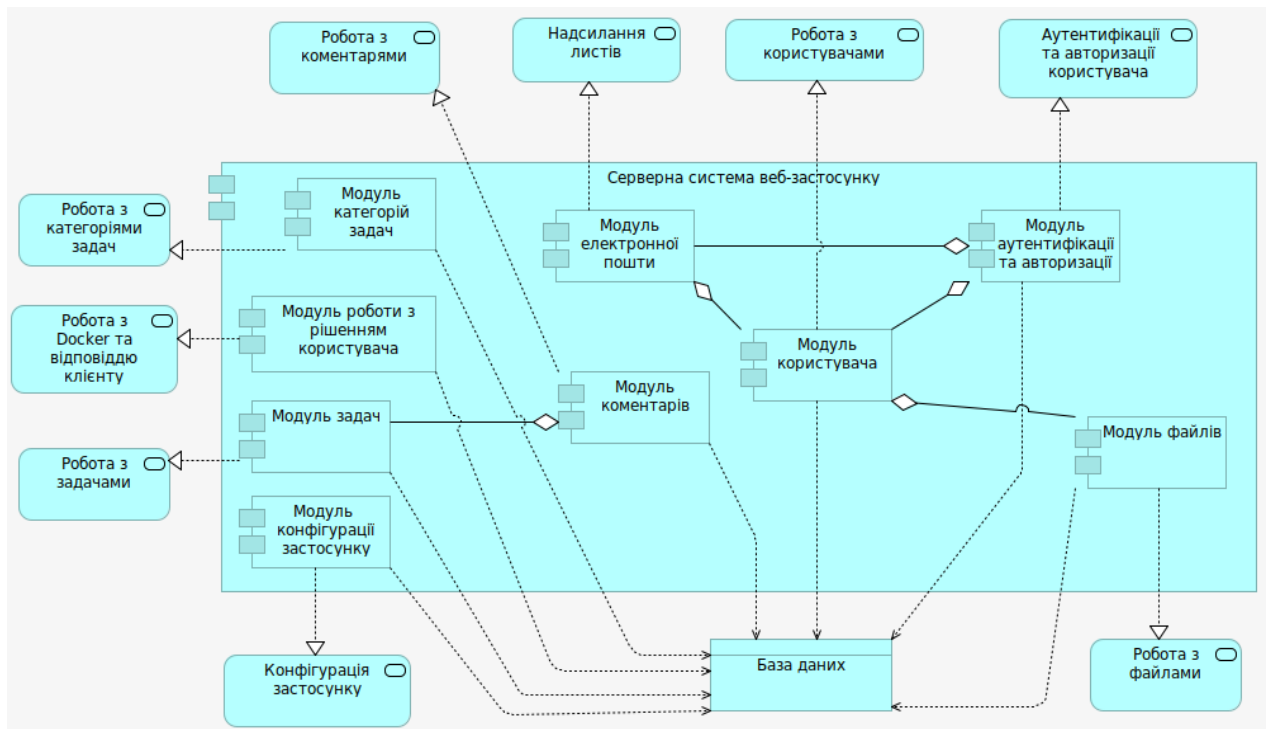 Робота з
коментарями
Надсилання
листів
Робота з
користувачами
Аутентифікації
та авторизації
користувача
Серверна система веб-застосунку
Робота з
категоріями
задач
Модуль
категорій
задач
Модуль
електронної
пошти
Модуль
аутентифікації
та авторизації
Робота з
Docker та
відповіддю
клієнту
Модуль роботи з
рішенням
користувача
Модуль
користувача
Модуль
коментарів
Модуль задач
Модуль файлів
Робота з
задачами
Модуль
конфігурації
застосунку
Конфігурація
застосунку
База даних
Робота з
файлами